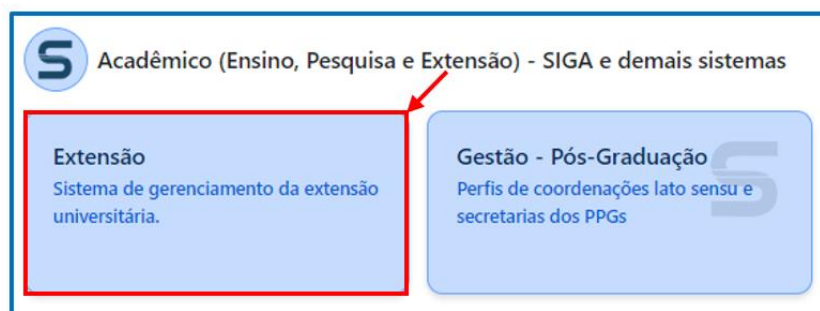 S Acadêmico (Ensino, Pesquisa e Extensão) - SIGA e demais sistemas
Extensão
Sistema de gerenciamento da extensão
universitária.
Gestão - Pós-Graduação
Perfis de coordenações lato sensu e
secretarias dos PPGs
S